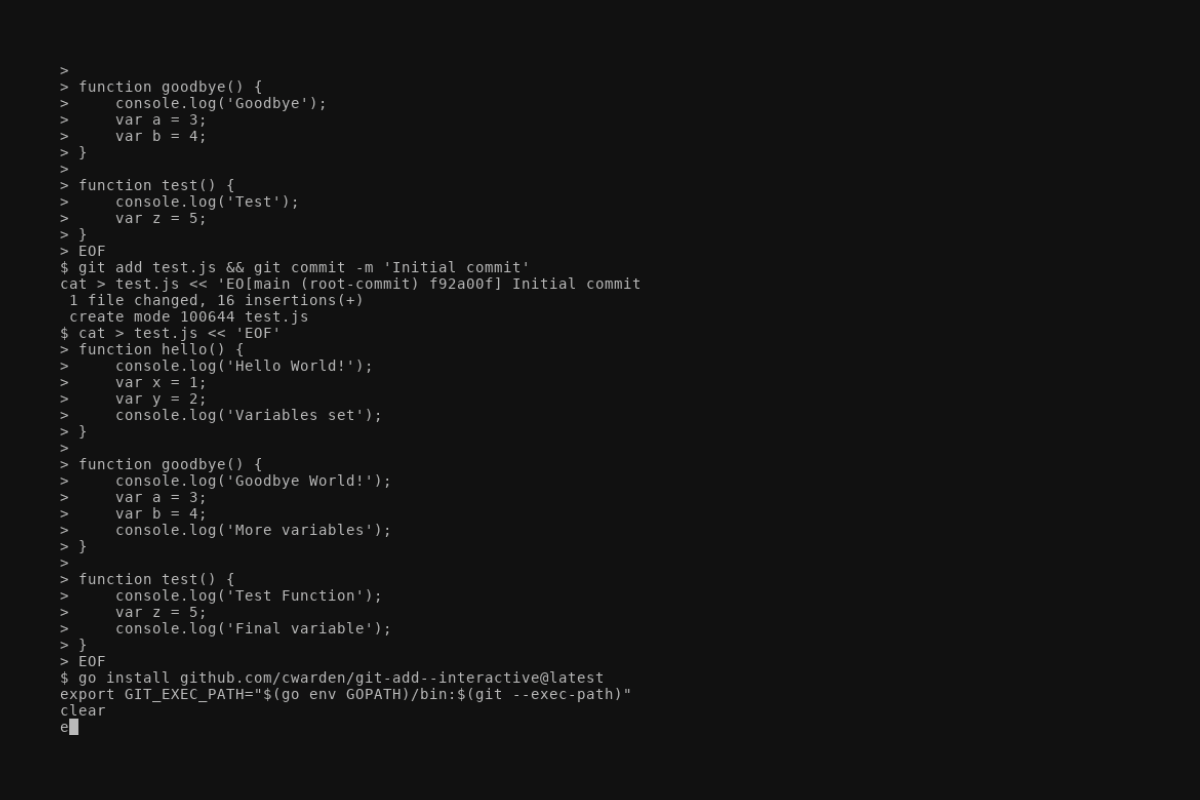 >
> function goodbye() {
>     console.log('Goodbye');
>     var a = 3;
>     var b = 4;
> }
>
> function test() {
>     console.log('Test');
>     var z = 5;
> }
> EOF
$ git add test.js && git commit -m 'Initial commit'
cat > test.js << 'EO[main (root-commit) f92a00f] Initial commit
 1 file changed, 16 insertions(+)
 create mode 100644 test.js
$ cat > test.js << 'EOF'
> function hello() {
>     console.log('Hello World!');
>     var x = 1;
>     var y = 2;
>     console.log('Variables set');
> }
>
> function goodbye() {
>     console.log('Goodbye World!');
>     var a = 3;
>     var b = 4;
>     console.log('More variables');
> }
>
> function test() {
>     console.log('Test Function');
>     var z = 5;
>     console.log('Final variable');
> }
> EOF
$ go install github.com/cwarden/git-add--interactive@latest
export GIT_EXEC_PATH="$(go env GOPATH)/bin:$(git --exec-path)"
clear
e